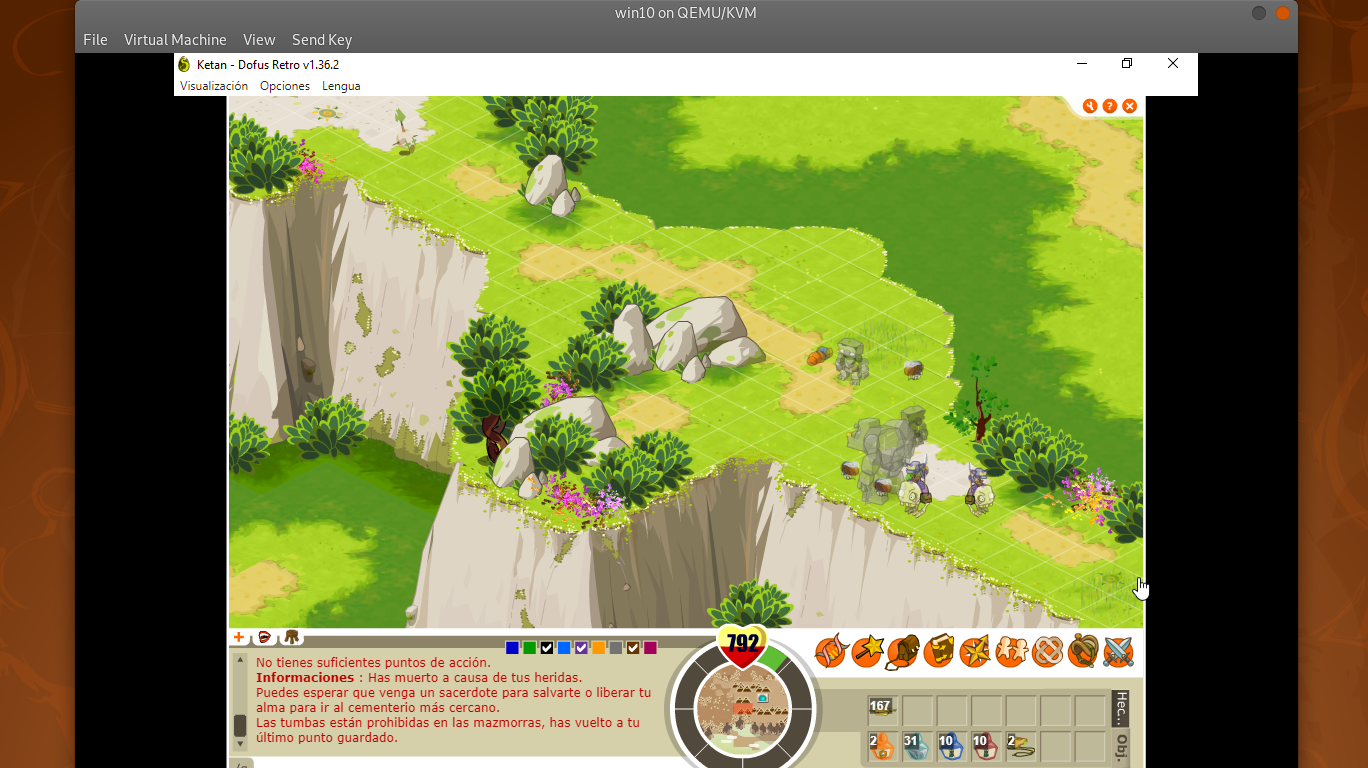 win10 on QEMU/KVM
File Virtual Machine View Send Key
Ketan - Dofus Retro v1.36.2
Visualización Opciones Lengua
No tienes suficientes puntos de acción.
Informaciones : Has muerto a causa de tus heridas.
Puedes esperar que venga un sacerdote para salvarte o liberar tu
alma para ir al cementerio más cercano.
Las tumbas están prohibidas en las mazmorras, has vuelto a tu
último punto guardado.
792
167
Hec...
2 31 10 10 2
Obj.